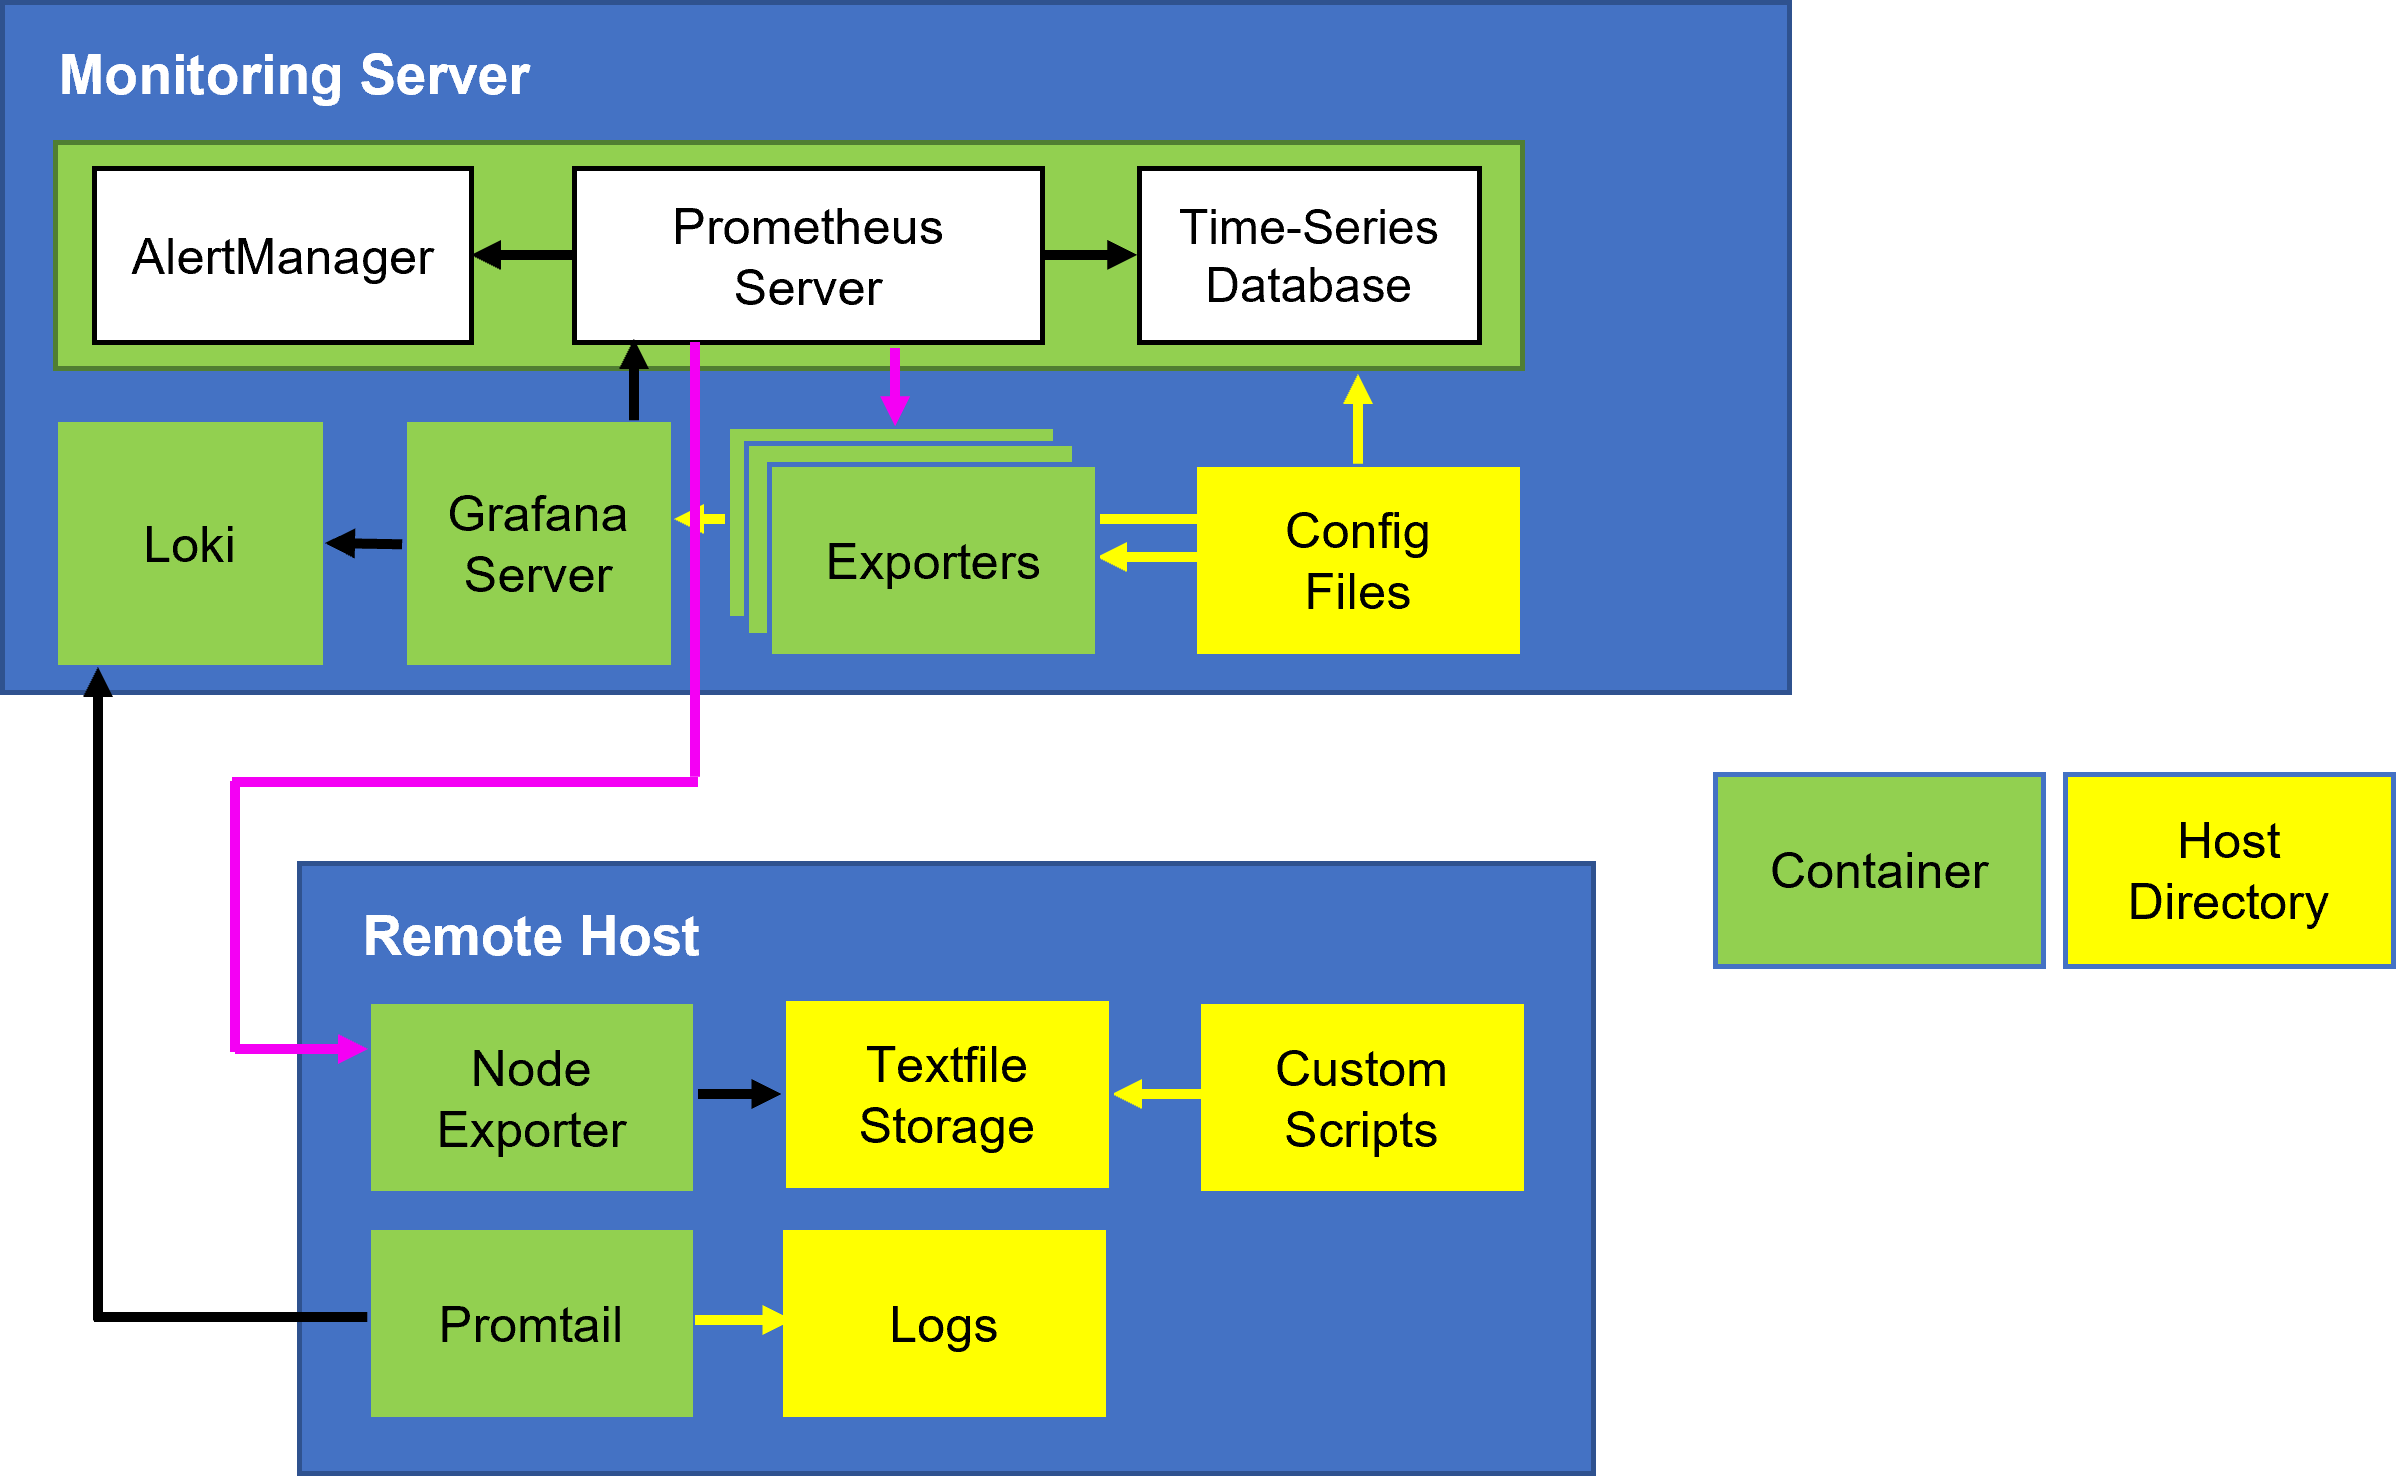 Monitoring Server
AlertManager
Prometheus
Server
Time-Series
Database
Loki
Grafana
Server
Exporters
Config
Files
Container
Host
Directory
Remote Host
Node
Exporter
Textfile
Storage
Custom
Scripts
Promtail
Logs